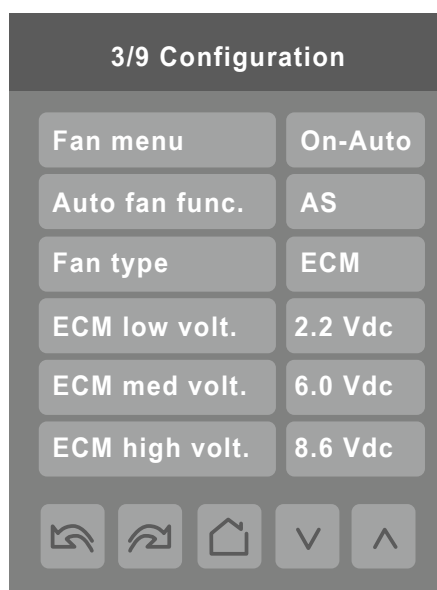 3/9 Configuration
Fan menu On-Auto
Auto fan func. AS
Fan type ECM
ECM low volt. 2.2 Vdc
ECM med volt. 6.0 Vdc
ECM high volt. 8.6 Vdc